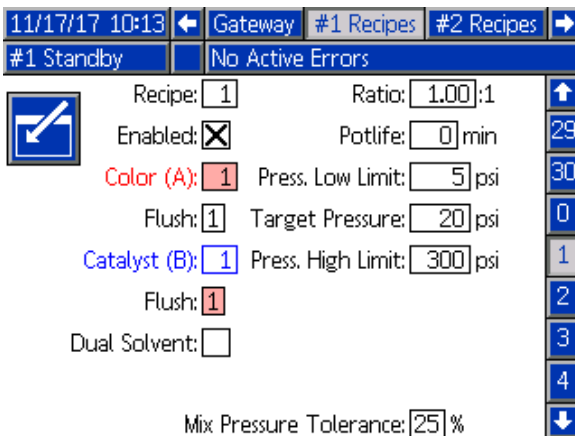 11/17/17 10:13 Gateway #1 Recipes #2 Recipes
#1 Standby No Active Errors
Recipe: 1 Ratio: 1.00:1
Enabled: X Potlife: 0 min
Color (A): 1 Press. Low Limit: 5 psi
Flush: 1 Target Pressure: 20 psi
Catalyst (B): 1 Press. High Limit: 300 psi
Flush: 1
Dual Solvent:
Mix Pressure Tolerance: 25 %
29
30
0
1
2
3
4